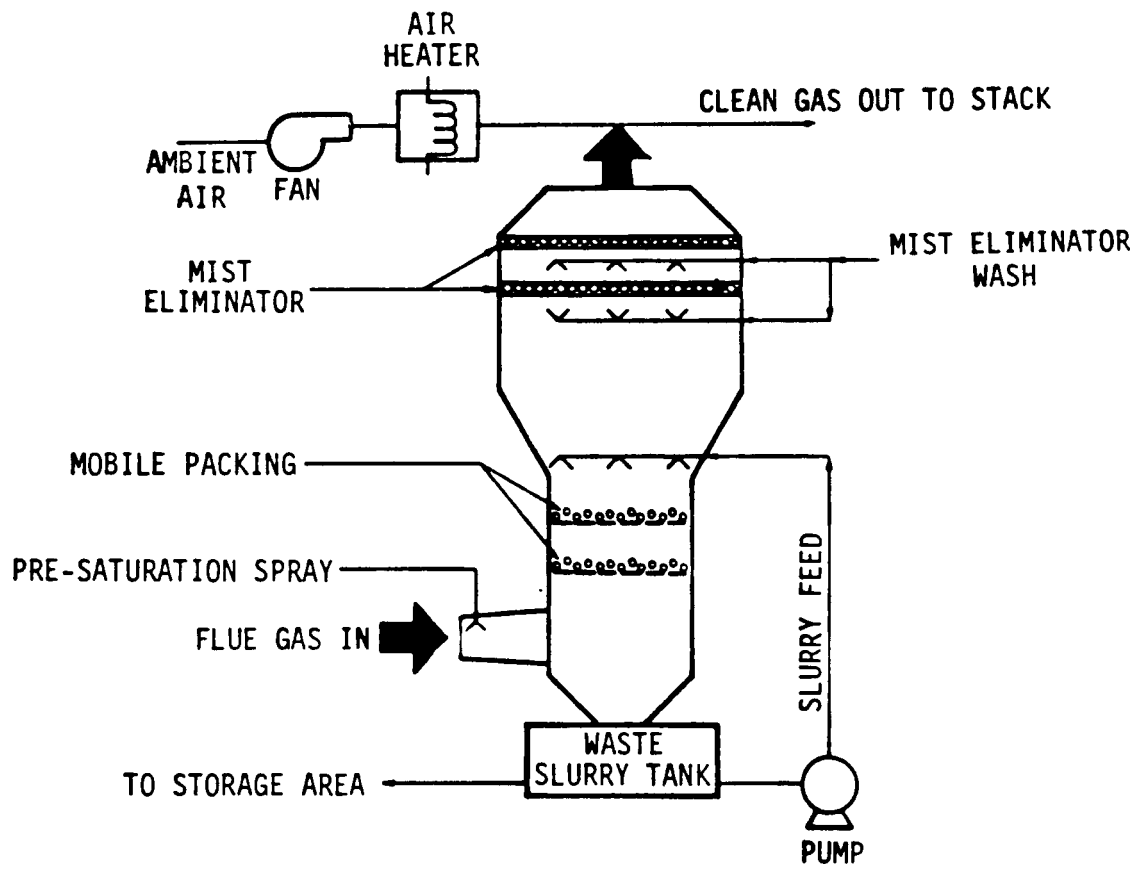 AIR
HEATER
CLEAN GAS OUT TO STACK
AMBIENT
AIR
FAN
MIST ELIMINATOR
WASH
MIST
ELIMINATOR
MOBILE PACKING
PRE-SATURATION SPRAY
FLUE GAS IN
SLURRY FEED
WASTE
SLURRY TANK
TO STORAGE AREA
PUMP